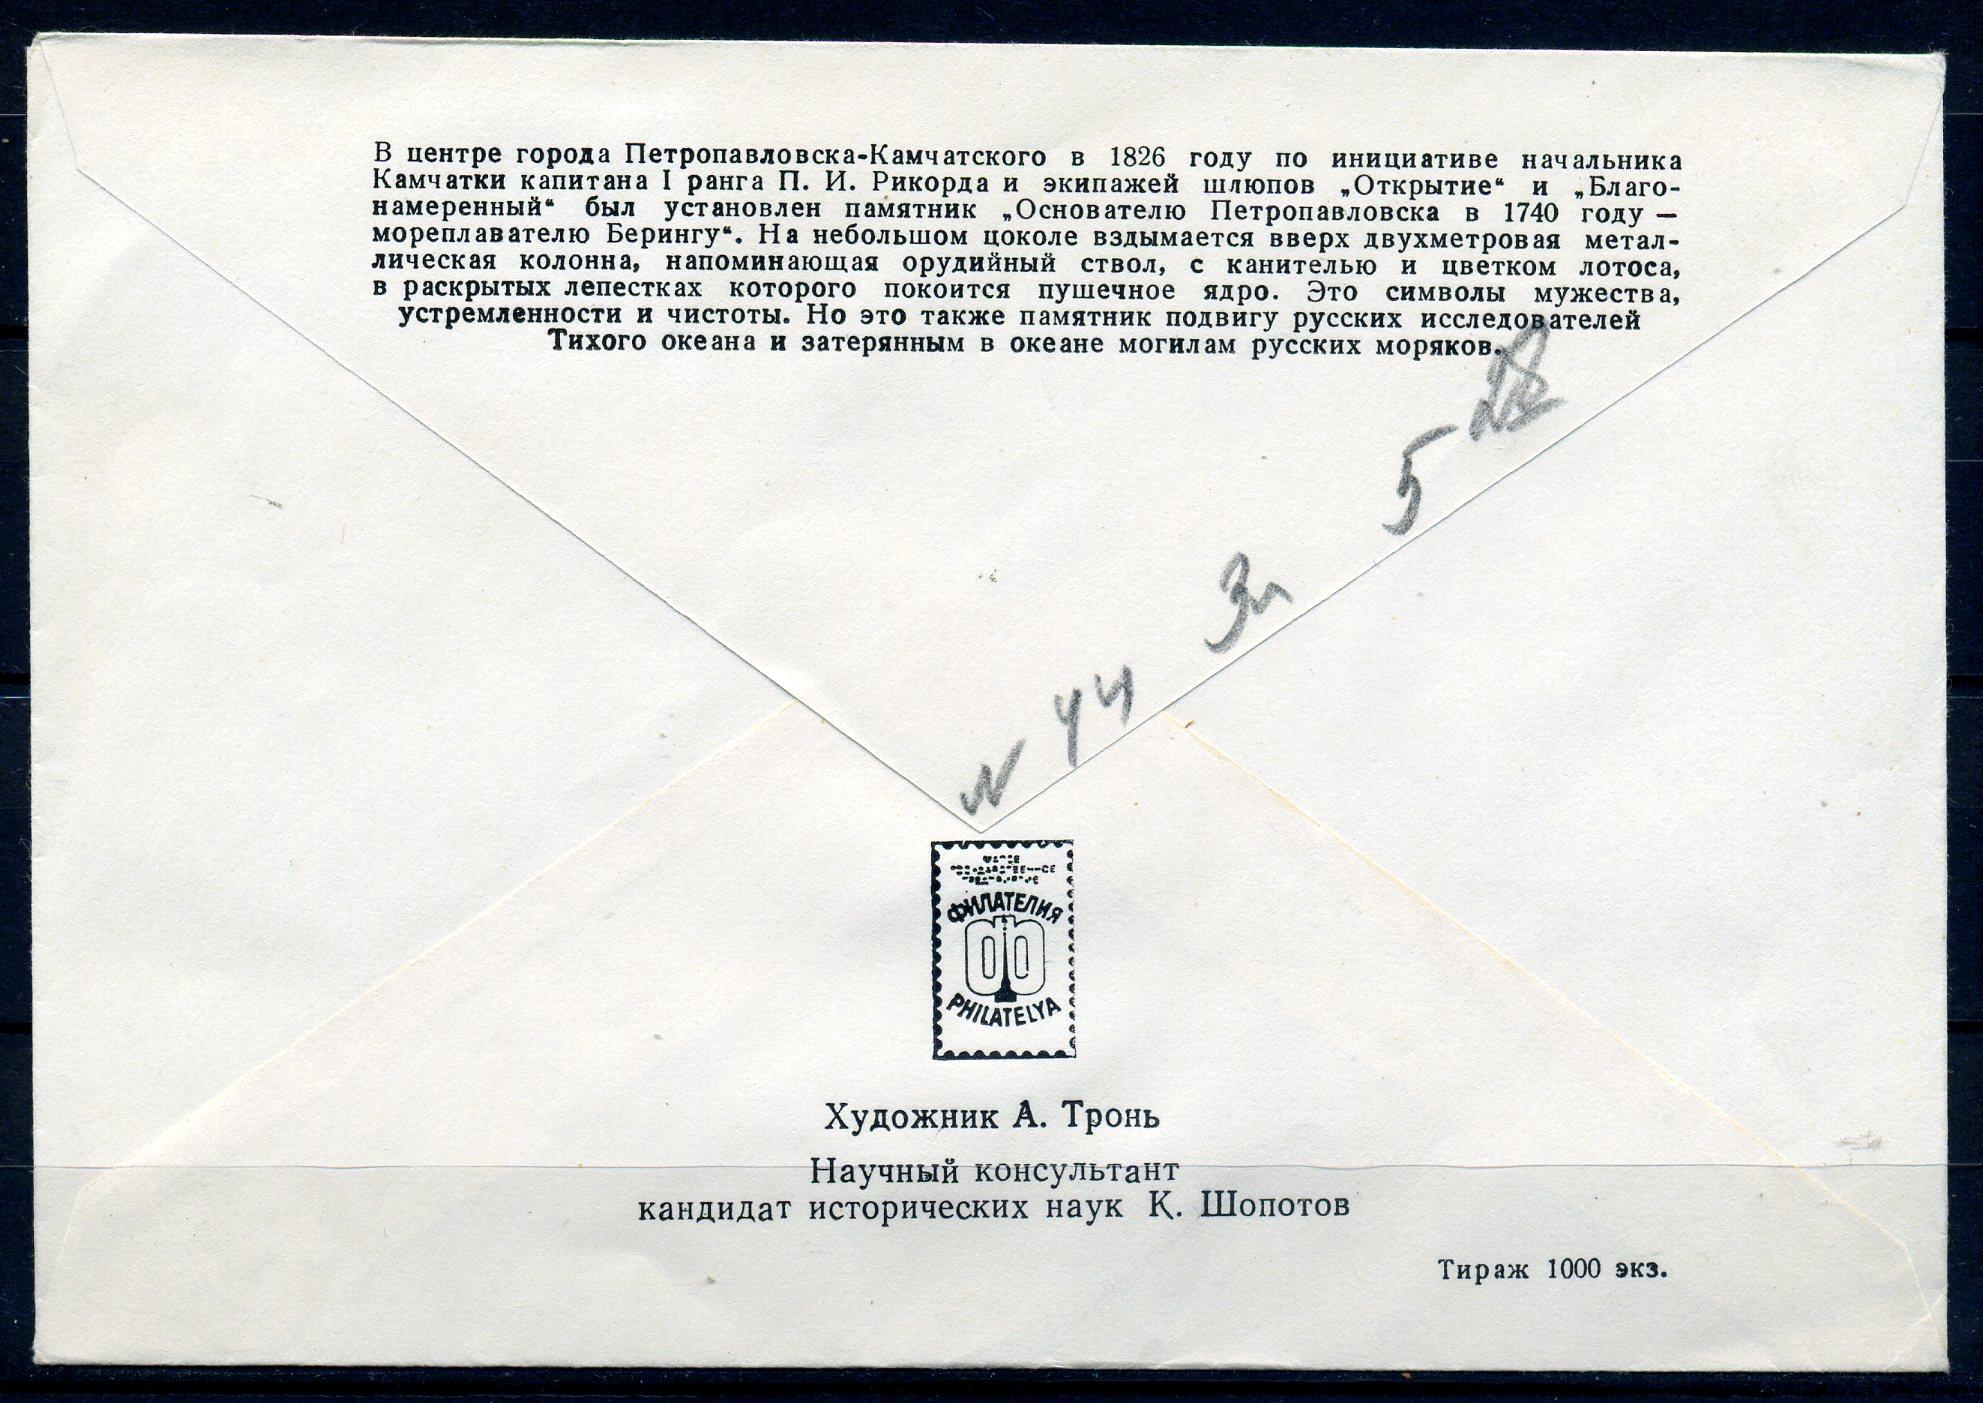 В центре города Петропавловска-Камчатского в 1826 году по инициативе начальника
Камчатки капитана I ранга П. И. Рикорда и экипажей шлюпов „Открытие“ и „Благо-
намеренный“ был установлен памятник „Основателю Петропавловска в 1740 году —
мореплавателю Берингу“. На небольшом цоколе вздымается вверх двухметровая метал-
лическая колонна, напоминающая орудийный ствол, с канителью и цветком лотоса,
в раскрытых лепестках которого покоится пушечное ядро. Это символы мужества,
устремленности и чистоты. Но это также памятник подвигу русских исследователей
Тихого океана и затерянным в океане могилам русских моряков.
5
N 44
ФИЛАТЕЛИЯ
PHILATELYA
Художник А. Тронь
Научный консультант
кандидат исторических наук К. Шопотов
Тираж 1000 экз.